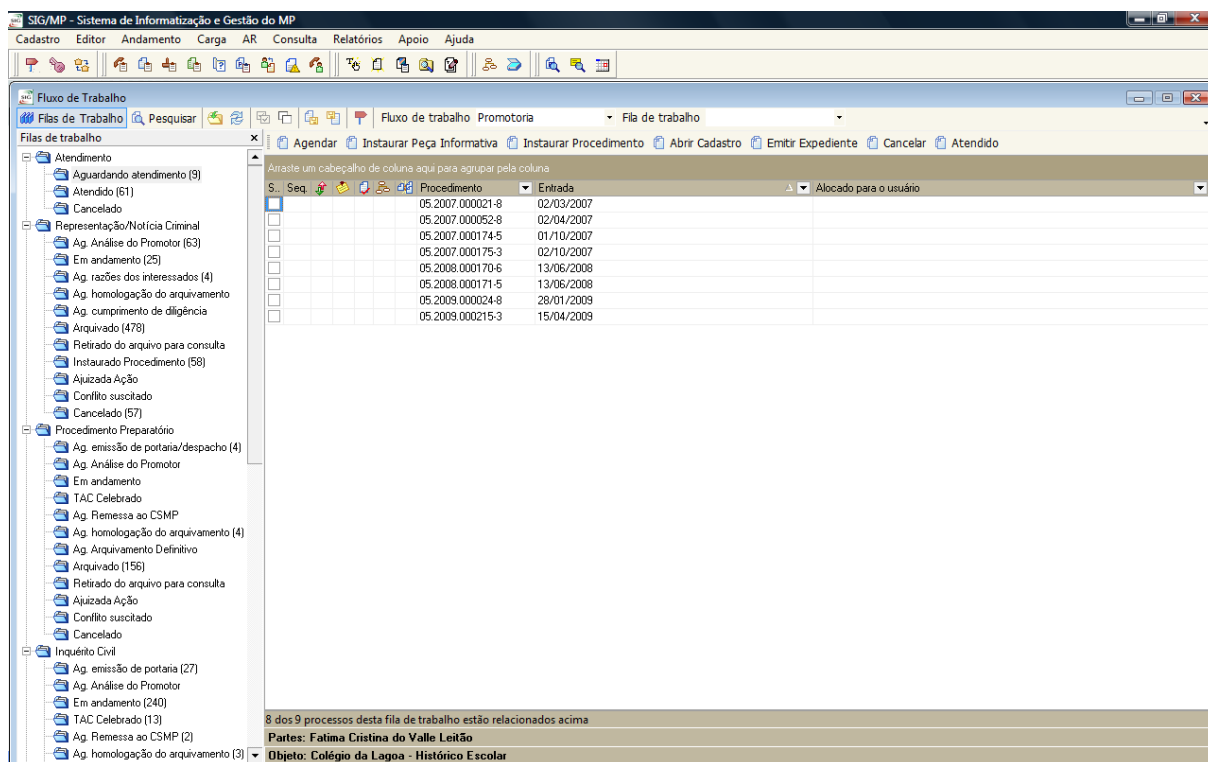 SIG/MP - Sistema de Informatização e Gestão do MP
Cadastro Editor Andamento Carga AR Consulta Relatórios Apoio Ajuda
Fluxo de Trabalho
Filas de Trabalho Pesquisar Fluxo de trabalho Promotoria Fila de trabalho
Filas de trabalho x
Agendar Instaurar Peça Informativa Instaurar Procedimento Abrir Cadastro Emitir Expediente Cancelar Atendido
Arraste um cabeçalho de coluna aqui para agrupar pela coluna
S.. Seq. Procedimento Entrada Alocado para o usuário
05.2007.000021-8 02/03/2007
05.2007.000052-8 02/04/2007
05.2007.000174-5 01/10/2007
05.2007.000175-3 02/10/2007
05.2008.000170-6 13/06/2008
05.2008.000171-5 13/06/2008
05.2009.000024-8 28/01/2009
05.2009.000215-3 15/04/2009
Atendimento
Aguardando atendimento (9)
Atendido (61)
Cancelado
Representação/Notícia Criminal
Ag. Análise do Promotor (63)
Em andamento (25)
Ag. razões dos interessados (4)
Ag. homologação do arquivamento
Ag. cumprimento de diligência
Arquivado (478)
Retirado do arquivo para consulta
Instaurado Procedimento (58)
Ajuizada Ação
Conflito suscitado
Cancelado (57)
Procedimento Preparatório
Ag. emissão de portaria/despacho (4)
Ag. Análise do Promotor
Em andamento
TAC Celebrado
Ag. Remessa ao CSMP
Ag. homologação do arquivamento (4)
Ag. Arquivamento Definitivo
Arquivado (156)
Retirado do arquivo para consulta
Ajuizada Ação
Conflito suscitado
Cancelado
Inquérito Civil
Ag. emissão de portaria (27)
Ag. Análise do Promotor
Em andamento (240)
TAC Celebrado (13)
Ag. Remessa ao CSMP (2)
Ag. homologação do arquivamento (3)
8 dos 9 processos desta fila de trabalho estão relacionados acima
Partes: Fatima Cristina do Valle Leitão
Objeto: Colégio da Lagoa - Histórico Escolar